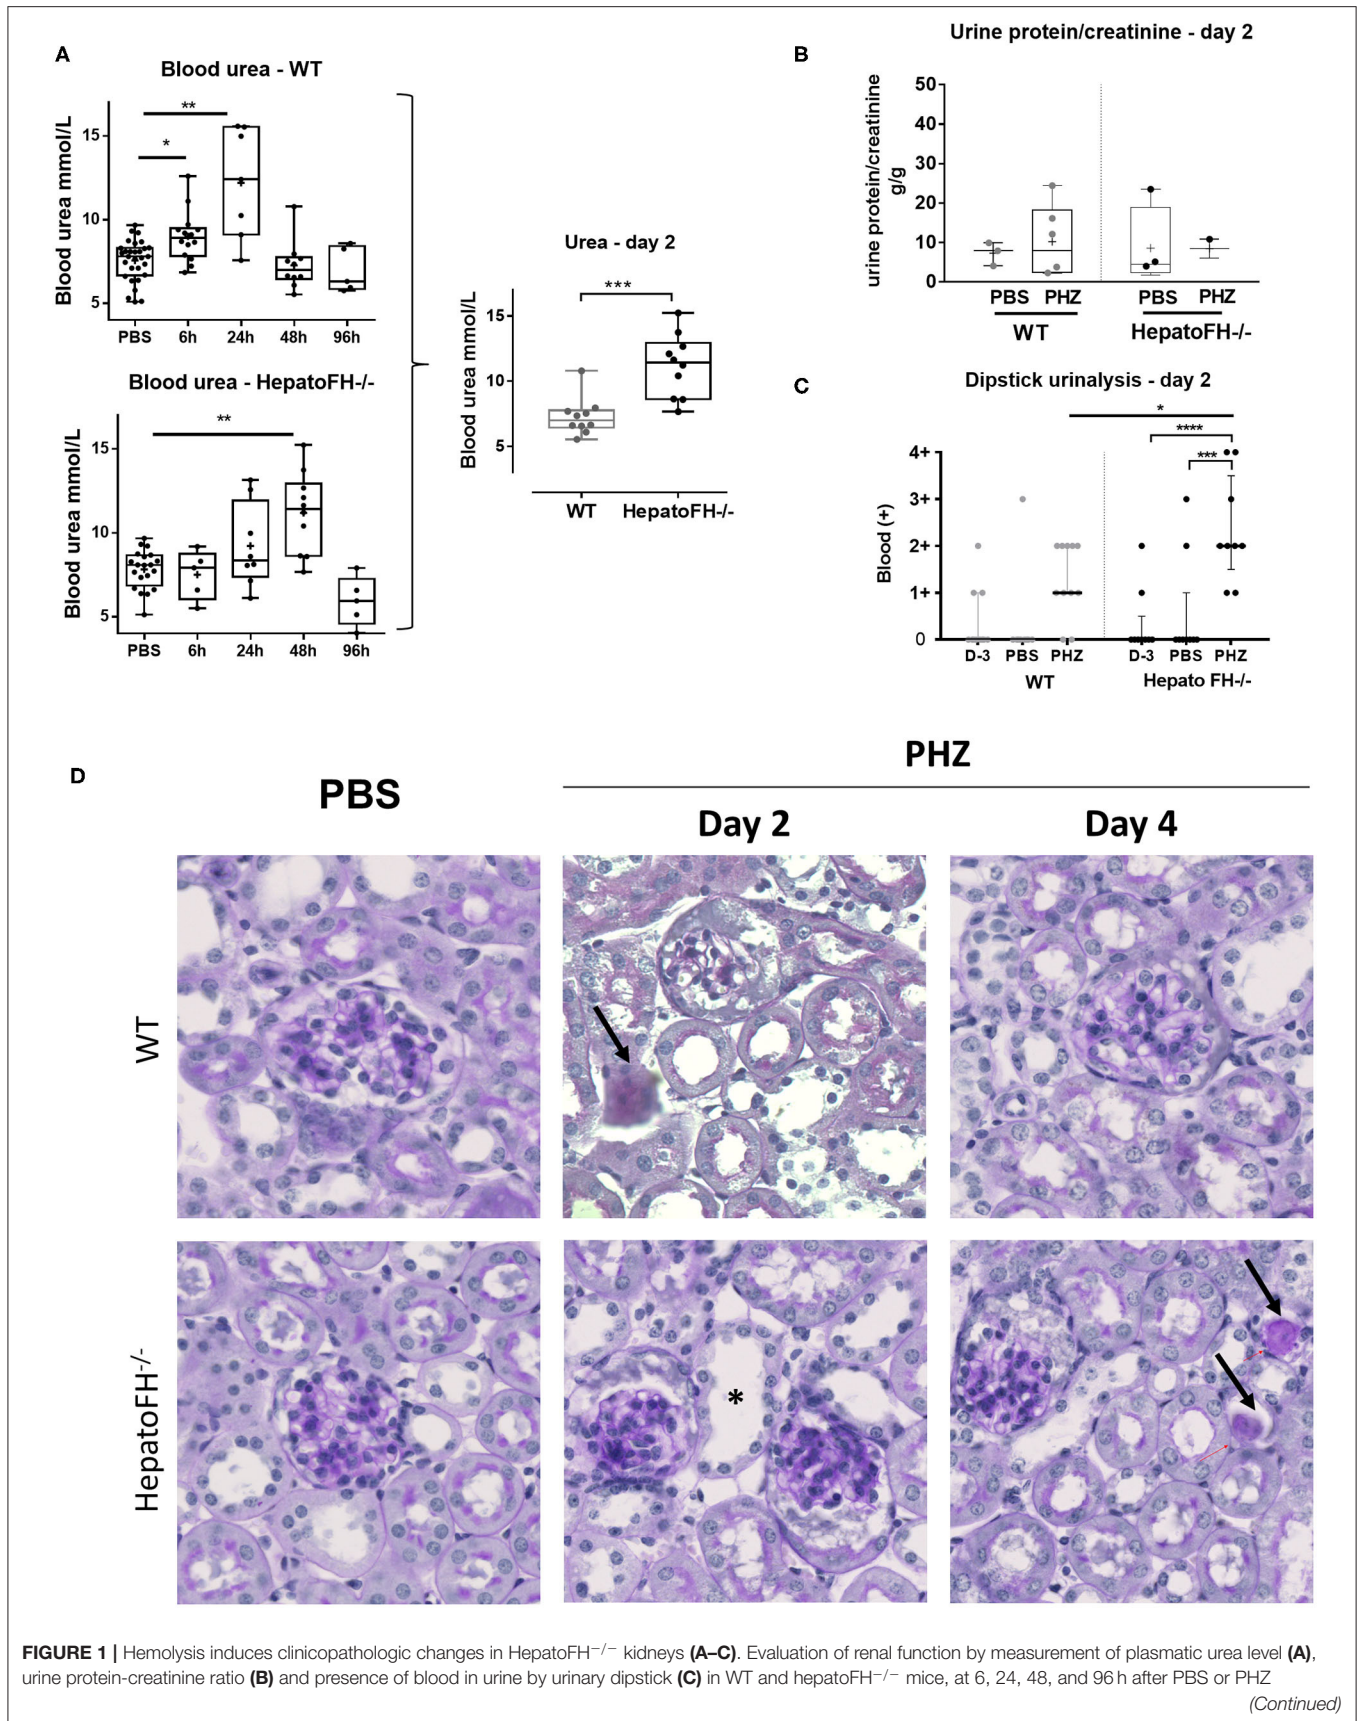 A
Blood urea - WT
Blood urea mmol/L
**
*
15
10
5
PBS 6h 24h 48h 96h
Blood urea - HepatoFH-/-
Blood urea mmol/L
**
15
10
5
PBS 6h 24h 48h 96h
Urea - day 2
Blood urea mmol/L
***
15
10
5
WT HepatoFH-/-
B
Urine protein/creatinine - day 2
urine protein/creatinine
g/g
50
40
30
20
10
0
PBS PHZ PBS PHZ
WT HepatoFH-/-
C
Dipstick urinalysis - day 2
*
****
***
Blood (+)
4+
3+
2+
1+
0
D-3 PBS PHZ D-3 PBS PHZ
WT Hepato FH-/-
D
PBS
PHZ
Day 2 Day 4
WT
HepatoFH-/-
*
FIGURE 1 | Hemolysis induces clinicopathologic changes in HepatoFH−/− kidneys (A–C). Evaluation of renal function by measurement of plasmatic urea level (A),
urine protein-creatinine ratio (B) and presence of blood in urine by urinary dipstick (C) in WT and hepatoFH−/− mice, at 6, 24, 48, and 96 h after PBS or PHZ
(Continued)